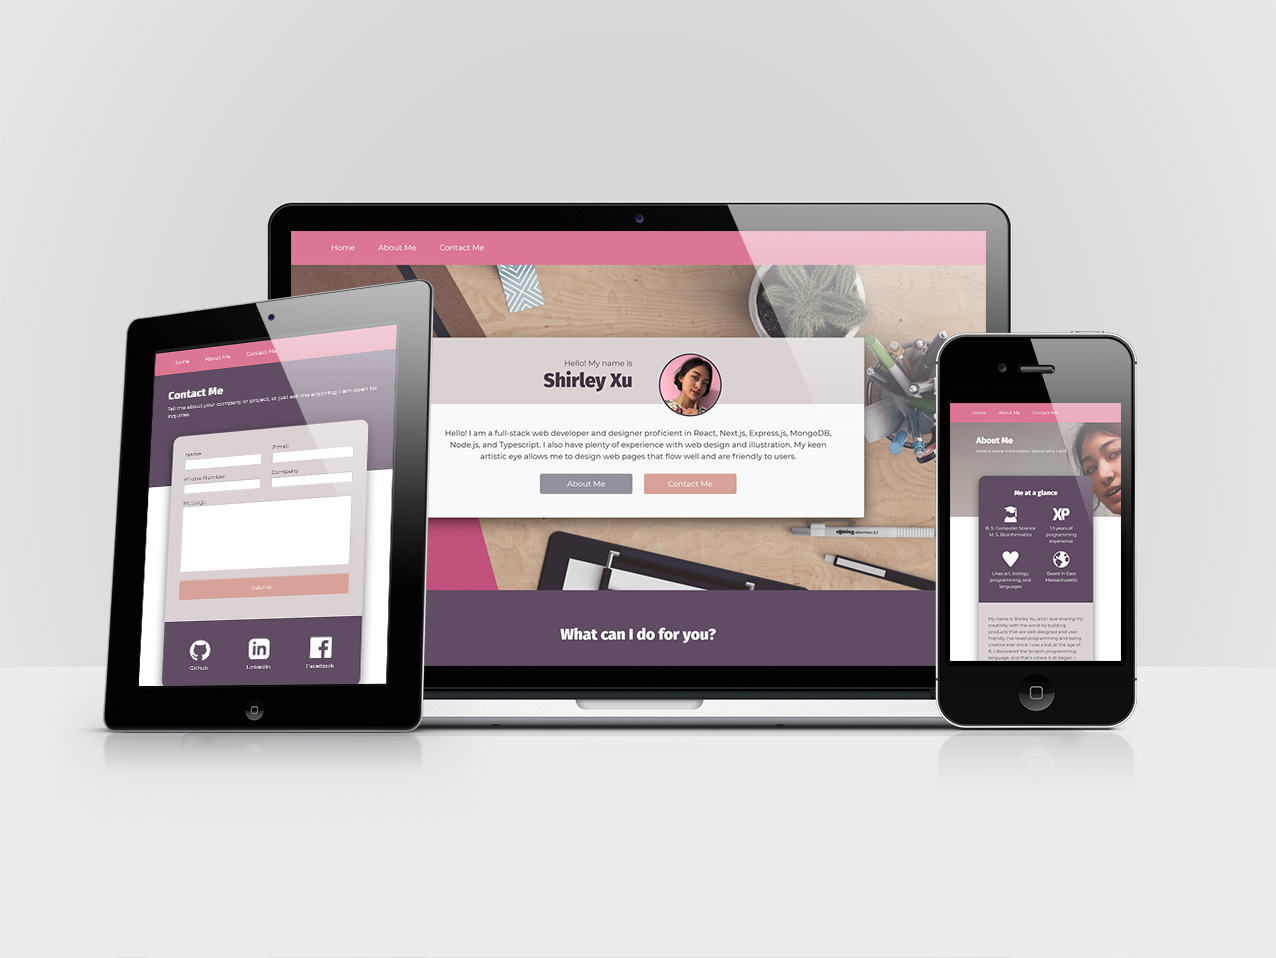 Home About Me Contact Me
Hello! My name is
Shirley Xu
Hello! I am a full-stack web developer and designer proficient in React, Next.js, Express.js, MongoDB,
Node.js, and Typescript. I also have plenty of experience with web design and illustration. My keen
artistic eye allows me to design web pages that flow well and are friendly to users.
About Me Contact Me
What can I do for you?
Home About Me Contact Me
Contact Me
Tell me about your company or project, or just ask me anything! I am open for
inquiries.
Name Email
Phone Number Company
Message
Submit
Github LinkedIn Facebook
Home About Me Contact Me
About Me
Here is some information about who I am!
Me at a glance
XP
B. S. Computer Science
M. S. Bioinformatics
1.5 years of
programming
experience
Likes art, biology,
programming, and
languages
Based in East
Massachusetts
My name is Shirley Xu, and I love sharing my
creativity with the world by building
products that are well-designed and user-
friendly. I've loved programming and being
creative ever since I was a kid; at the age of
8, I discovered the Scratch programming
language, and that's where it all began. I